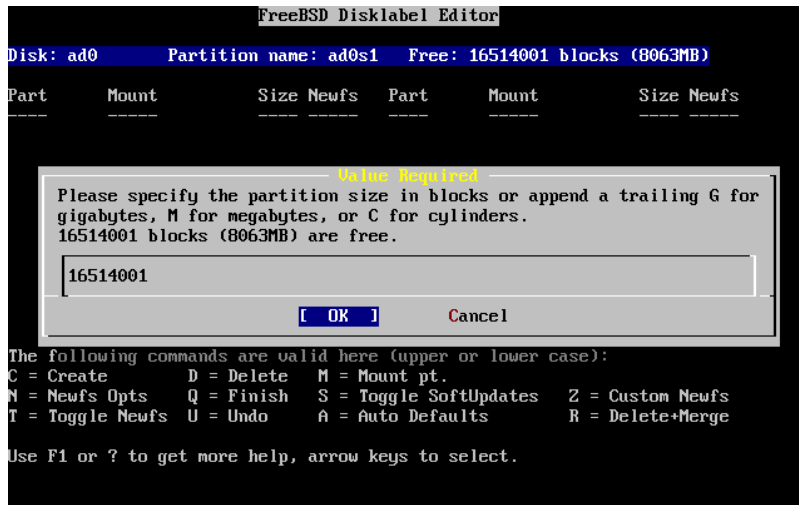 FreeBSD Disklabel Editor
Disk: ad0 Partition name: ad0s1 Free: 16514001 blocks (8063MB)
Part Mount Size Newfs Part Mount Size Newfs
---- ----- ---- ----- ---- ----- ---- -----
Value Required
Please specify the partition size in blocks or append a trailing G for
gigabytes, M for megabytes, or C for cylinders.
16514001 blocks (8063MB) are free.
16514001
[ OK ] Cancel
The following commands are valid here (upper or lower case):
C = Create D = Delete M = Mount pt.
N = Newfs Opts Q = Finish S = Toggle SoftUpdates Z = Custom Newfs
T = Toggle Newfs U = Undo A = Auto Defaults R = Delete+Merge
Use F1 or ? to get more help, arrow keys to select.